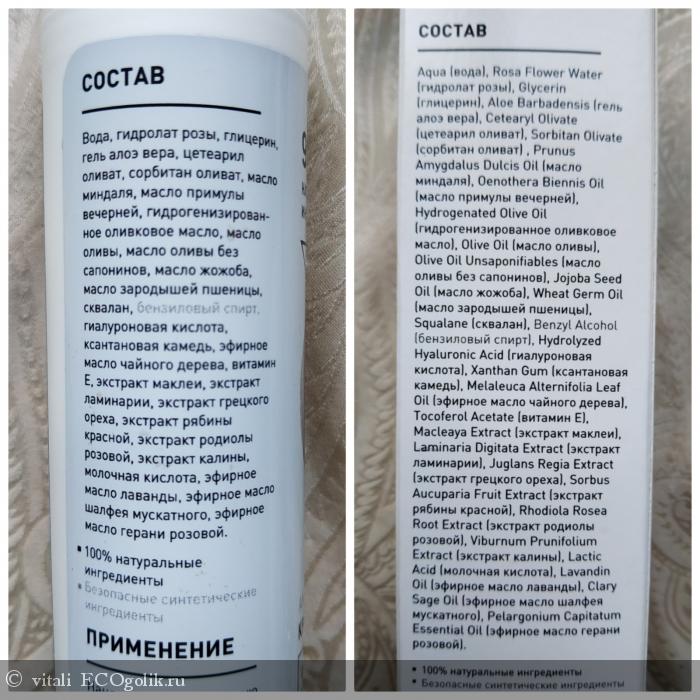 СОСТАВ
Вода, гидролат розы, глицерин,
гель алоэ вера, цетеарил
оливат, сорбитан оливат, масло
миндаля, масло примулы
вечерней, гидрогенизирован-
ное оливковое масло, масло
оливы, масло оливы без
сапонинов, масло жожоба,
масло зародышей пшеницы,
сквалан, бензиловый спирт,
гиалуроновая кислота,
ксантановая камедь, эфирное
масло чайного дерева, витамин
Е, экстракт маклеи, экстракт
ламинарии, экстракт грецкого
ореха, экстракт рябины
красной, экстракт родиолы
розовой, экстракт калины,
молочная кислота, эфирное
масло лаванды, эфирное масло
шалфея мускатного, эфирное
масло герани розовой.
▪ 100% натуральные
ингредиенты
▪ Безопасные синтетические
ингредиенты
ПРИМЕНЕНИЕ
СОСТАВ
Aqua (вода), Rosa Flower Water
(гидролат розы), Glycerin
(глицерин), Aloe Barbadensis (гель
алоэ вера), Cetearyl Olivate
(цетеарил оливат), Sorbitan Olivate
(сорбитан оливат) , Prunus
Amygdalus Dulcis Oil (масло
миндаля), Oenothera Biennis Oil
(масло примулы вечерней),
Hydrogenated Olive Oil
(гидрогенизированное оливковое
масло), Olive Oil (масло оливы),
Olive Oil Unsaponifiables (масло
оливы без сапонинов), Jojoba Seed
Oil (масло жожоба), Wheat Germ Oil
(масло зародышей пшеницы),
Squalane (сквалан), Benzyl Alcohol
(бензиловый спирт), Hydrolyzed
Hyaluronic Acid (гиалуроновая
кислота), Xanthan Gum (ксантановая
камедь), Melaleuca Alternifolia Leaf
Oil (эфирное масло чайного дерева),
Tocoferol Acetate (витамин Е),
Macleaya Extract (экстракт маклеи),
Laminaria Digitata Extract (экстракт
ламинарии), Juglans Regia Extract
(экстракт грецкого ореха), Sorbus
Aucuparia Fruit Extract (экстракт
рябины красной), Rhodiola Rosea
Root Extract (экстракт родиолы
розовой), Viburnum Prunifolium
Extract (экстракт калины), Lactic
Acid (молочная кислота), Lavandin
Oil (эфирное масло лаванды), Clary
Sage Oil (эфирное масло шалфея
мускатного), Pelargonium Capitatum
Essential Oil (эфирное масло герани
розовой).
▪ 100% натуральные ингредиенты
▪ Безопасные синтетические ингредиенты
© vitali ECOgolik.ru